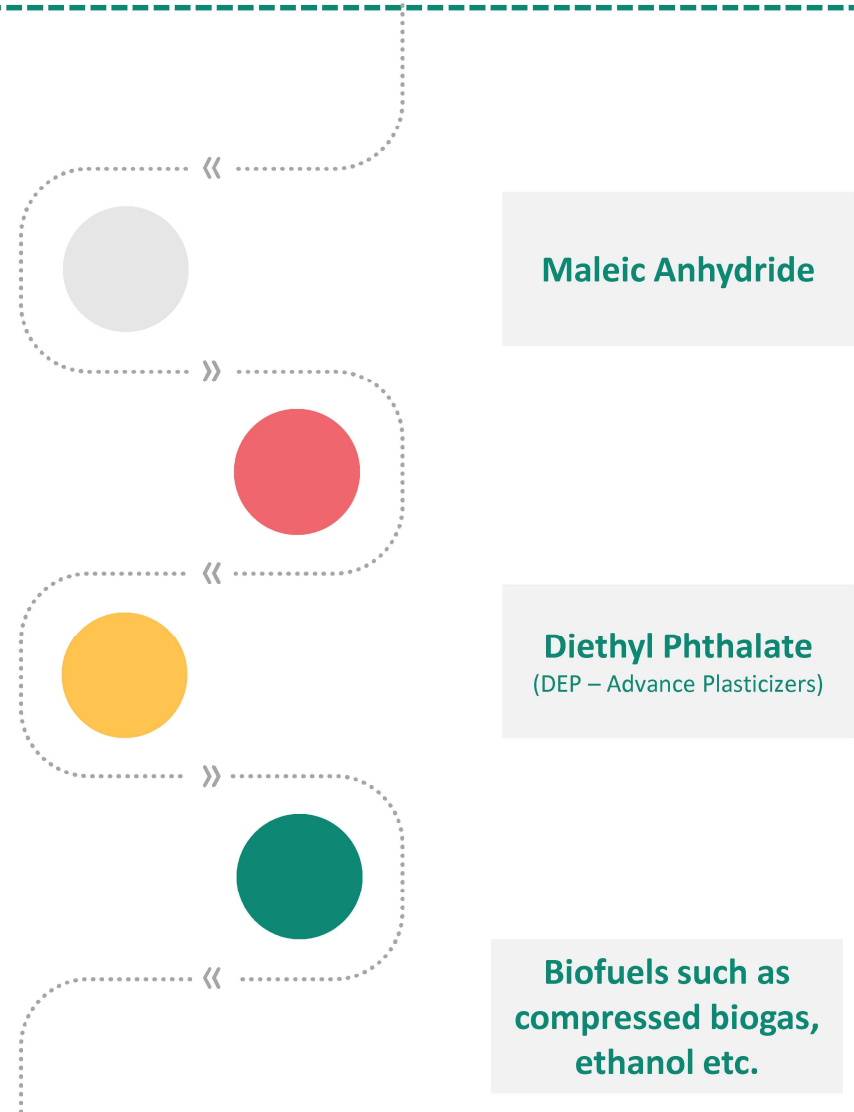 Maleic Anhydride
Diethyl Phthalate
(DEP – Advance Plasticizers)
Biofuels such as
compressed biogas,
ethanol etc.